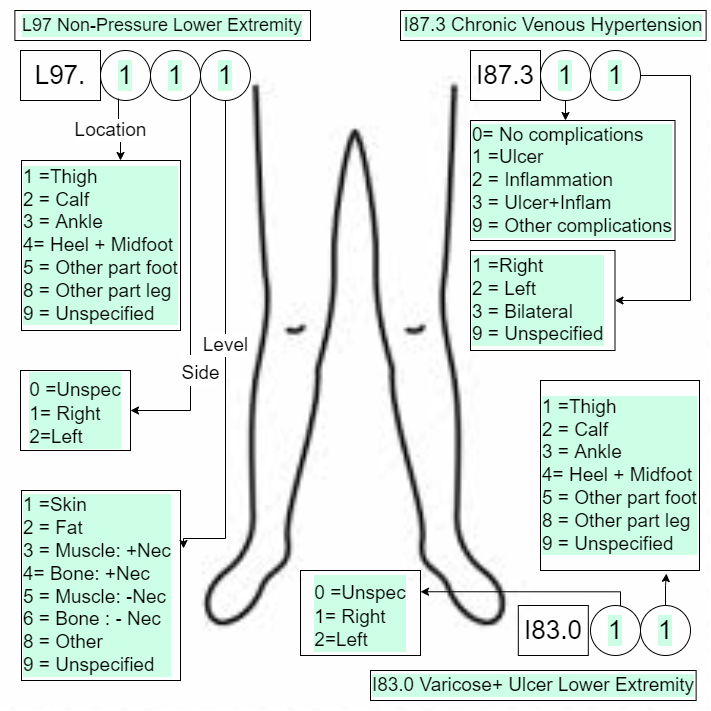 L97 Non-Pressure Lower Extremity
I87.3 Chronic Venous Hypertension
L97. 1 1 1
I87.3 1 1
Location
1 =Thigh
2 = Calf
3 = Ankle
4= Heel + Midfoot
5 = Other part foot
8 = Other part leg
9 = Unspecified
0= No complications
1 =Ulcer
2 = Inflammation
3 = Ulcer+Inflam
9 = Other complications
1 =Right
2 = Left
3 = Bilateral
9 = Unspecified
Level
Side
0 =Unspec
1= Right
2=Left
1 =Thigh
2 = Calf
3 = Ankle
4= Heel + Midfoot
5 = Other part foot
8 = Other part leg
9 = Unspecified
1 =Skin
2 = Fat
3 = Muscle: +Nec
4= Bone: +Nec
5 = Muscle: -Nec
6 = Bone : - Nec
8 = Other
9 = Unspecified
0 =Unspec
1= Right
2=Left
I83.0 1 1
I83.0 Varicose+ Ulcer Lower Extremity